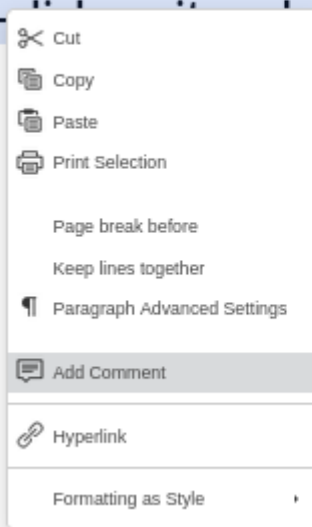 Cut
Copy
Paste
Print Selection
Page break before
Keep lines together
Paragraph Advanced Settings
Add Comment
Hyperlink
Formatting as Style